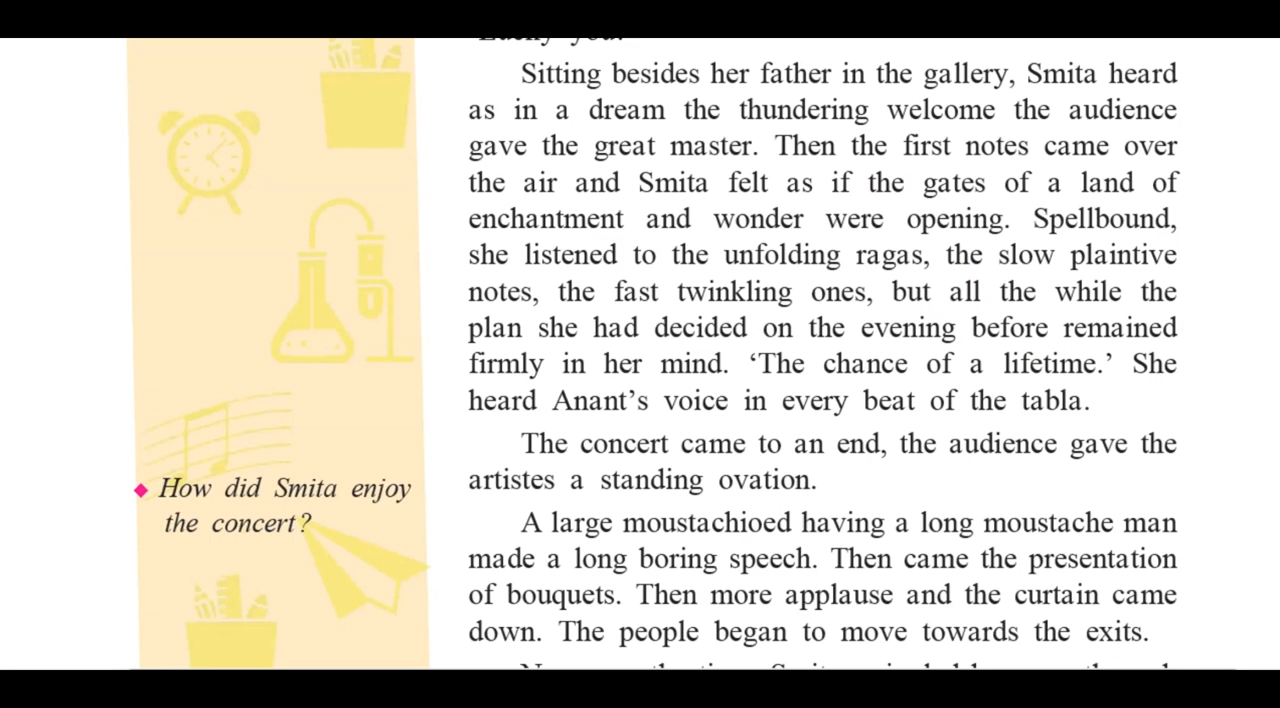 Sitting besides her father in the gallery, Smita heard
as in a dream the thundering welcome the audience
gave the great master. Then the first notes came over
the air and Smita felt as if the gates of a land of
enchantment and wonder were opening. Spellbound,
she listened to the unfolding ragas, the slow plaintive
notes, the fast twinkling ones, but all the while the
plan she had decided on the evening before remained
firmly in her mind. ‘The chance of a lifetime.’ She
heard Anant’s voice in every beat of the tabla.
The concert came to an end, the audience gave the
artistes a standing ovation.
◆ How did Smita enjoy
the concert?
A large moustachioed having a long moustache man
made a long boring speech. Then came the presentation
of bouquets. Then more applause and the curtain came
down. The people began to move towards the exits.